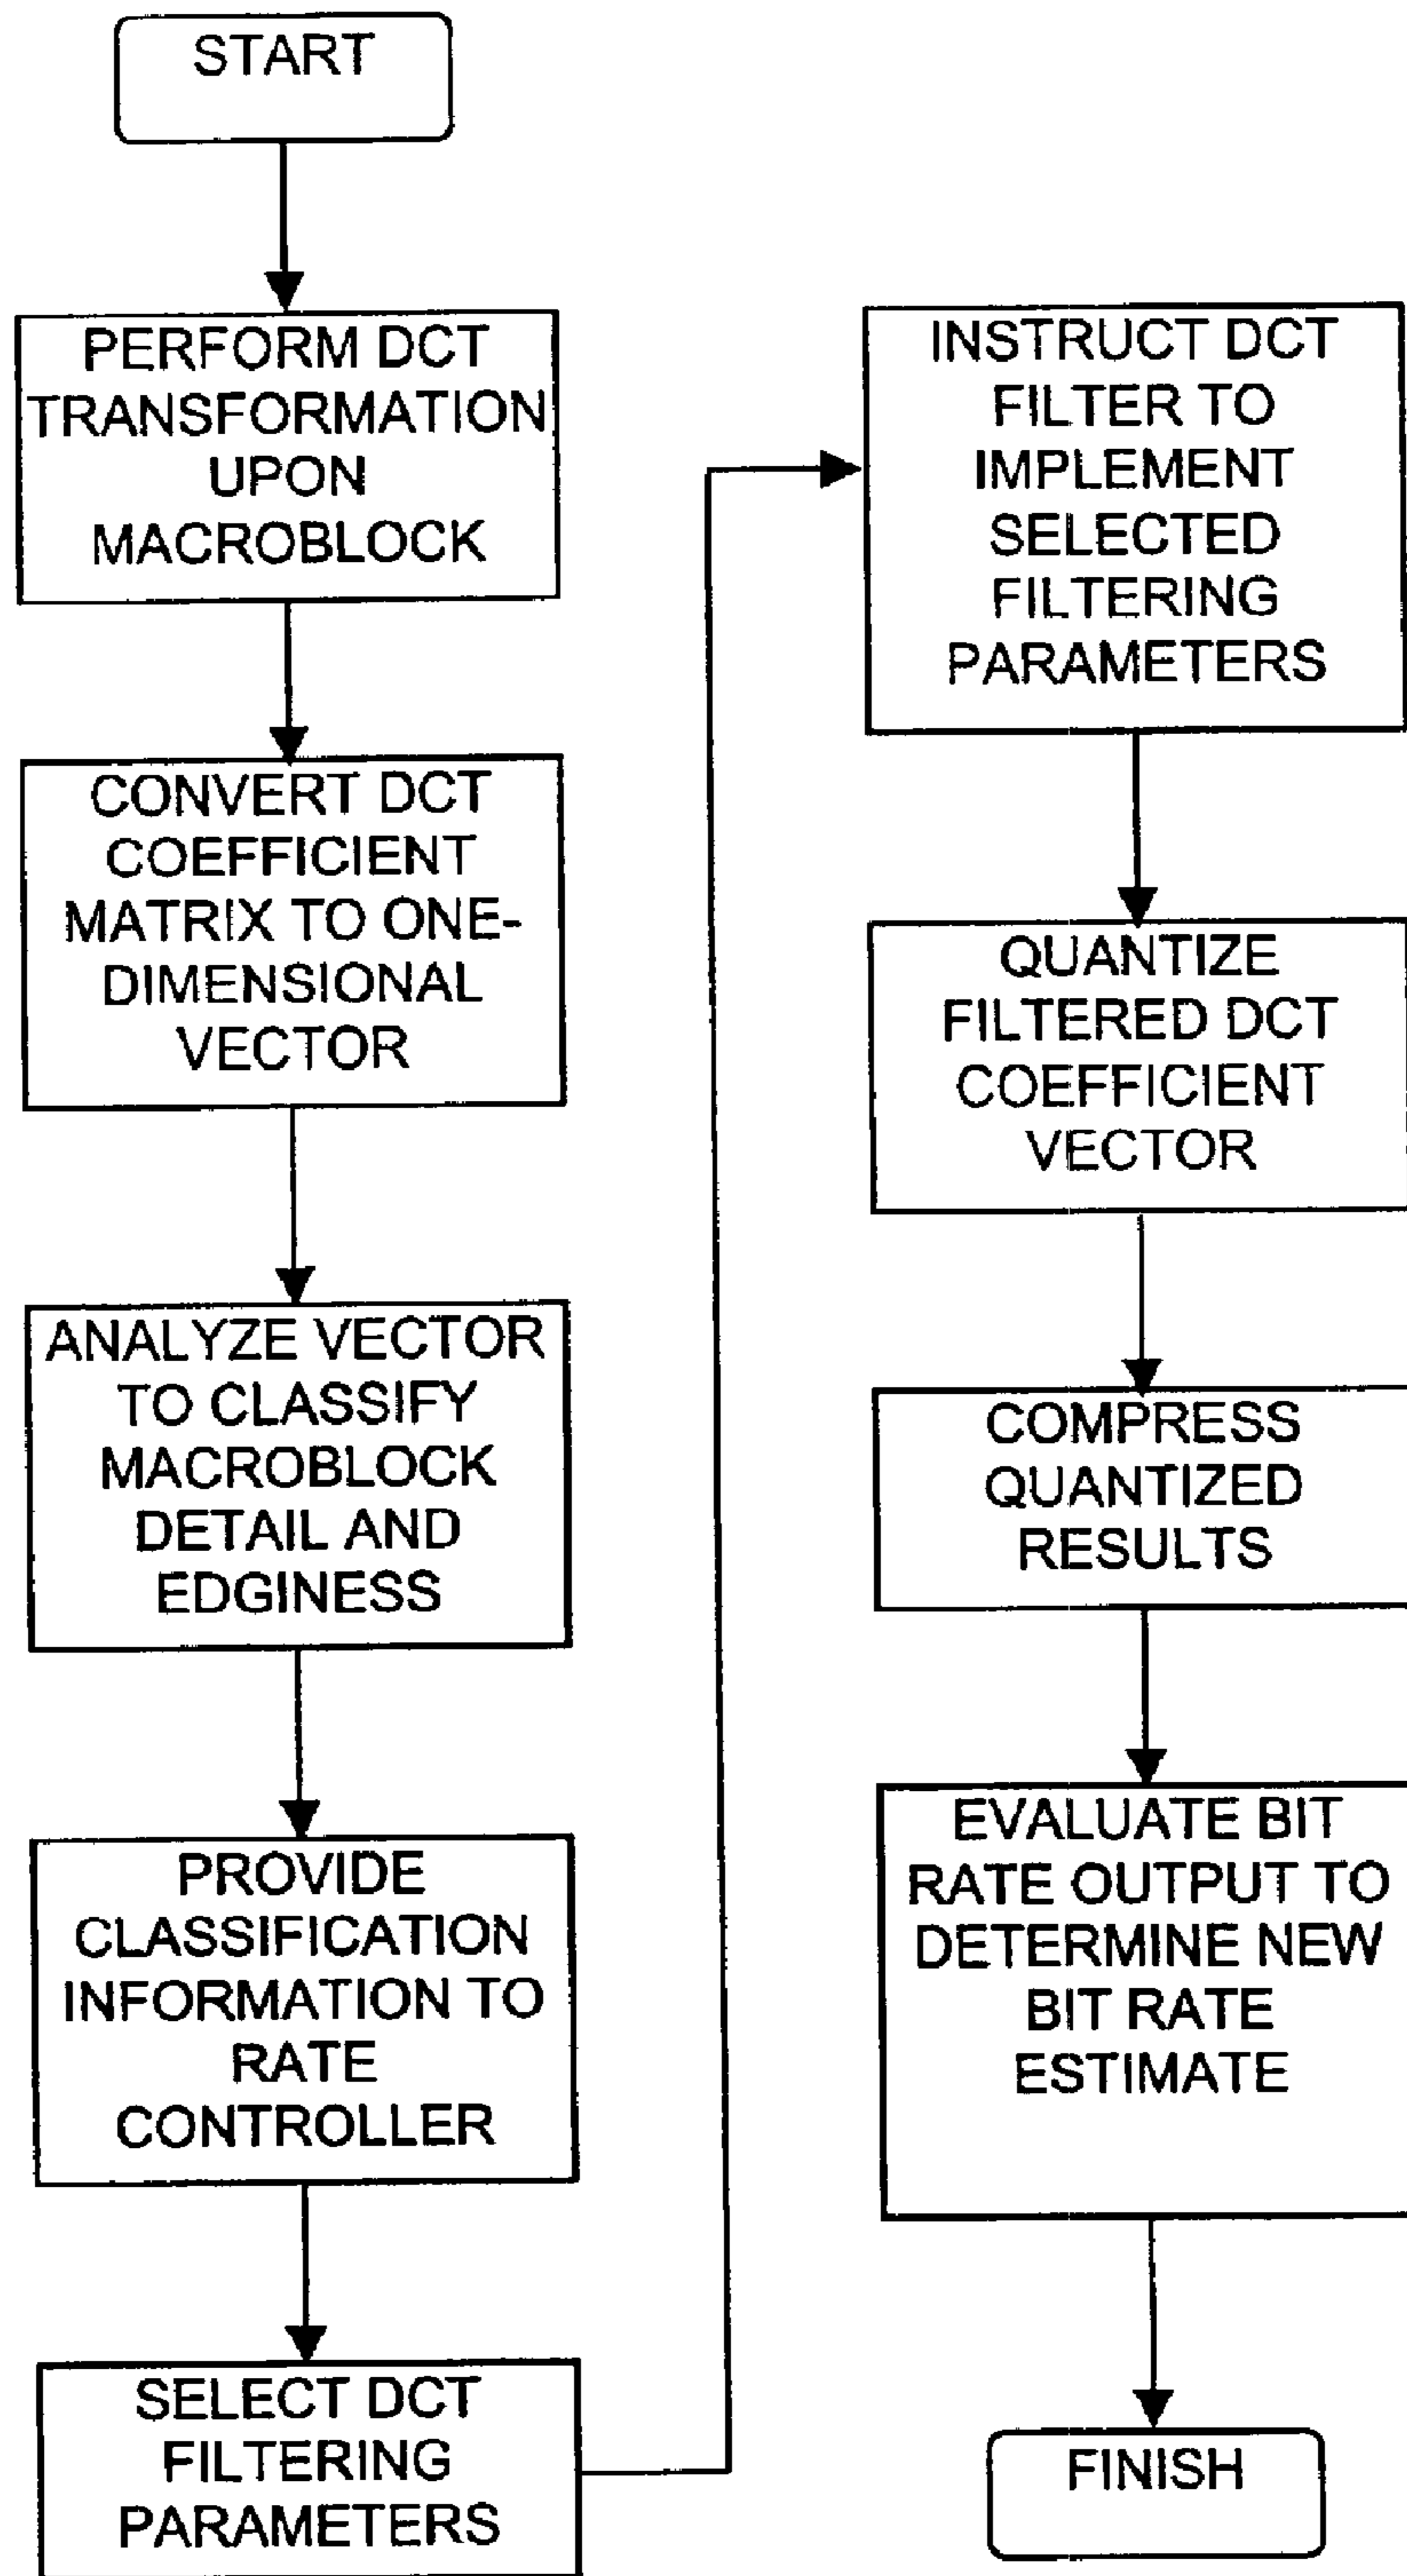 START
PERFORM DCT
TRANSFORMATION
UPON
MACROBLOCK
CONVERT DCT
COEFFICIENT
MATRIX TO ONE-
DIMENSIONAL
VECTOR
ANALYZE VECTOR
TO CLASSIFY
MACROBLOCK
DETAIL AND
EDGINESS
PROVIDE
CLASSIFICATION
INFORMATION TO
RATE
CONTROLLER
SELECT DCT
FILTERING
PARAMETERS
INSTRUCT DCT
FILTER TO
IMPLEMENT
SELECTED
FILTERING
PARAMETERS
QUANTIZE
FILTERED DCT
COEFFICIENT
VECTOR
COMPRESS
QUANTIZED
RESULTS
EVALUATE BIT
RATE OUTPUT TO
DETERMINE NEW
BIT RATE
ESTIMATE
FINISH